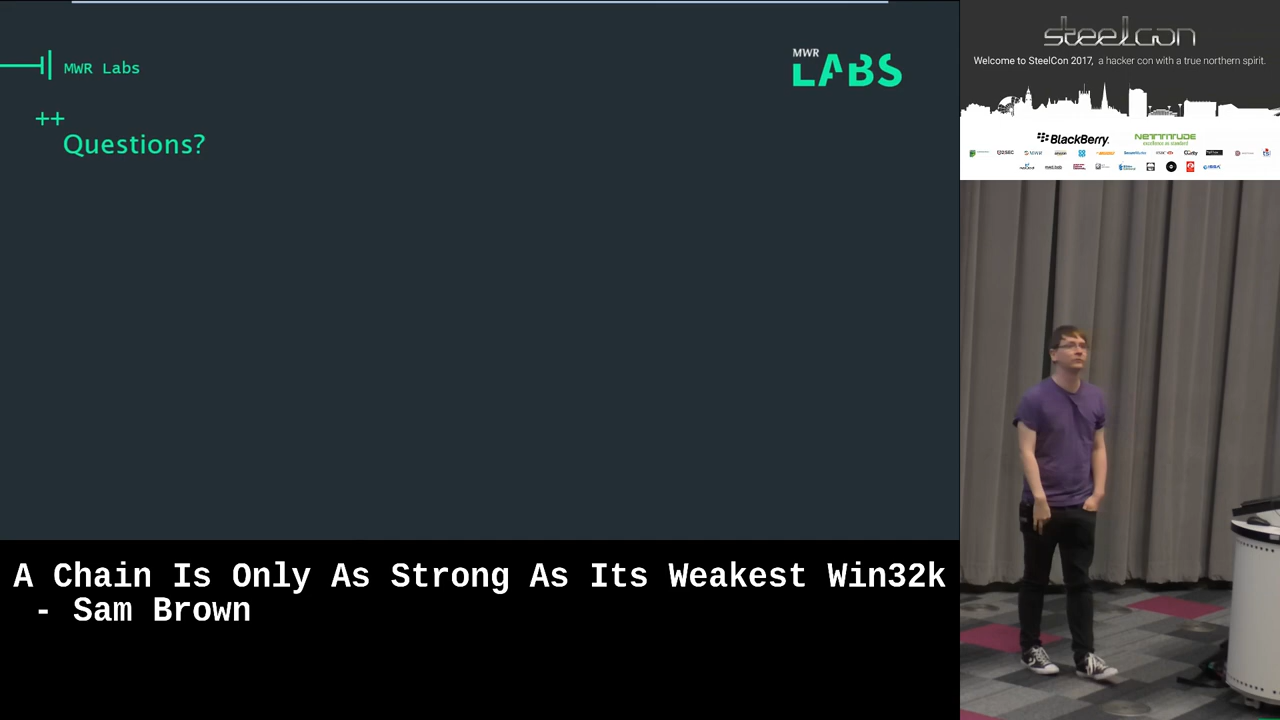 MWR Labs
MWR
LABS
++
Questions?
A Chain Is Only As Strong As Its Weakest Win32k
- Sam Brown
steelcon
Welcome to SteelCon 2017, a hacker con with a true northern spirit.
BlackBerry
NETTITUDE